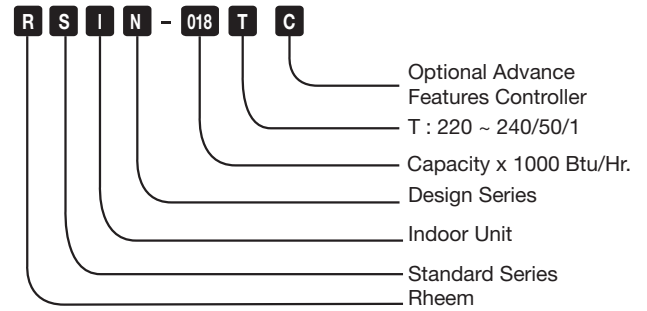 R S I N - 018 T C
Optional Advance
Features Controller
T : 220 ~ 240/50/1
Capacity x 1000 Btu/Hr.
Design Series
Indoor Unit
Standard Series
Rheem